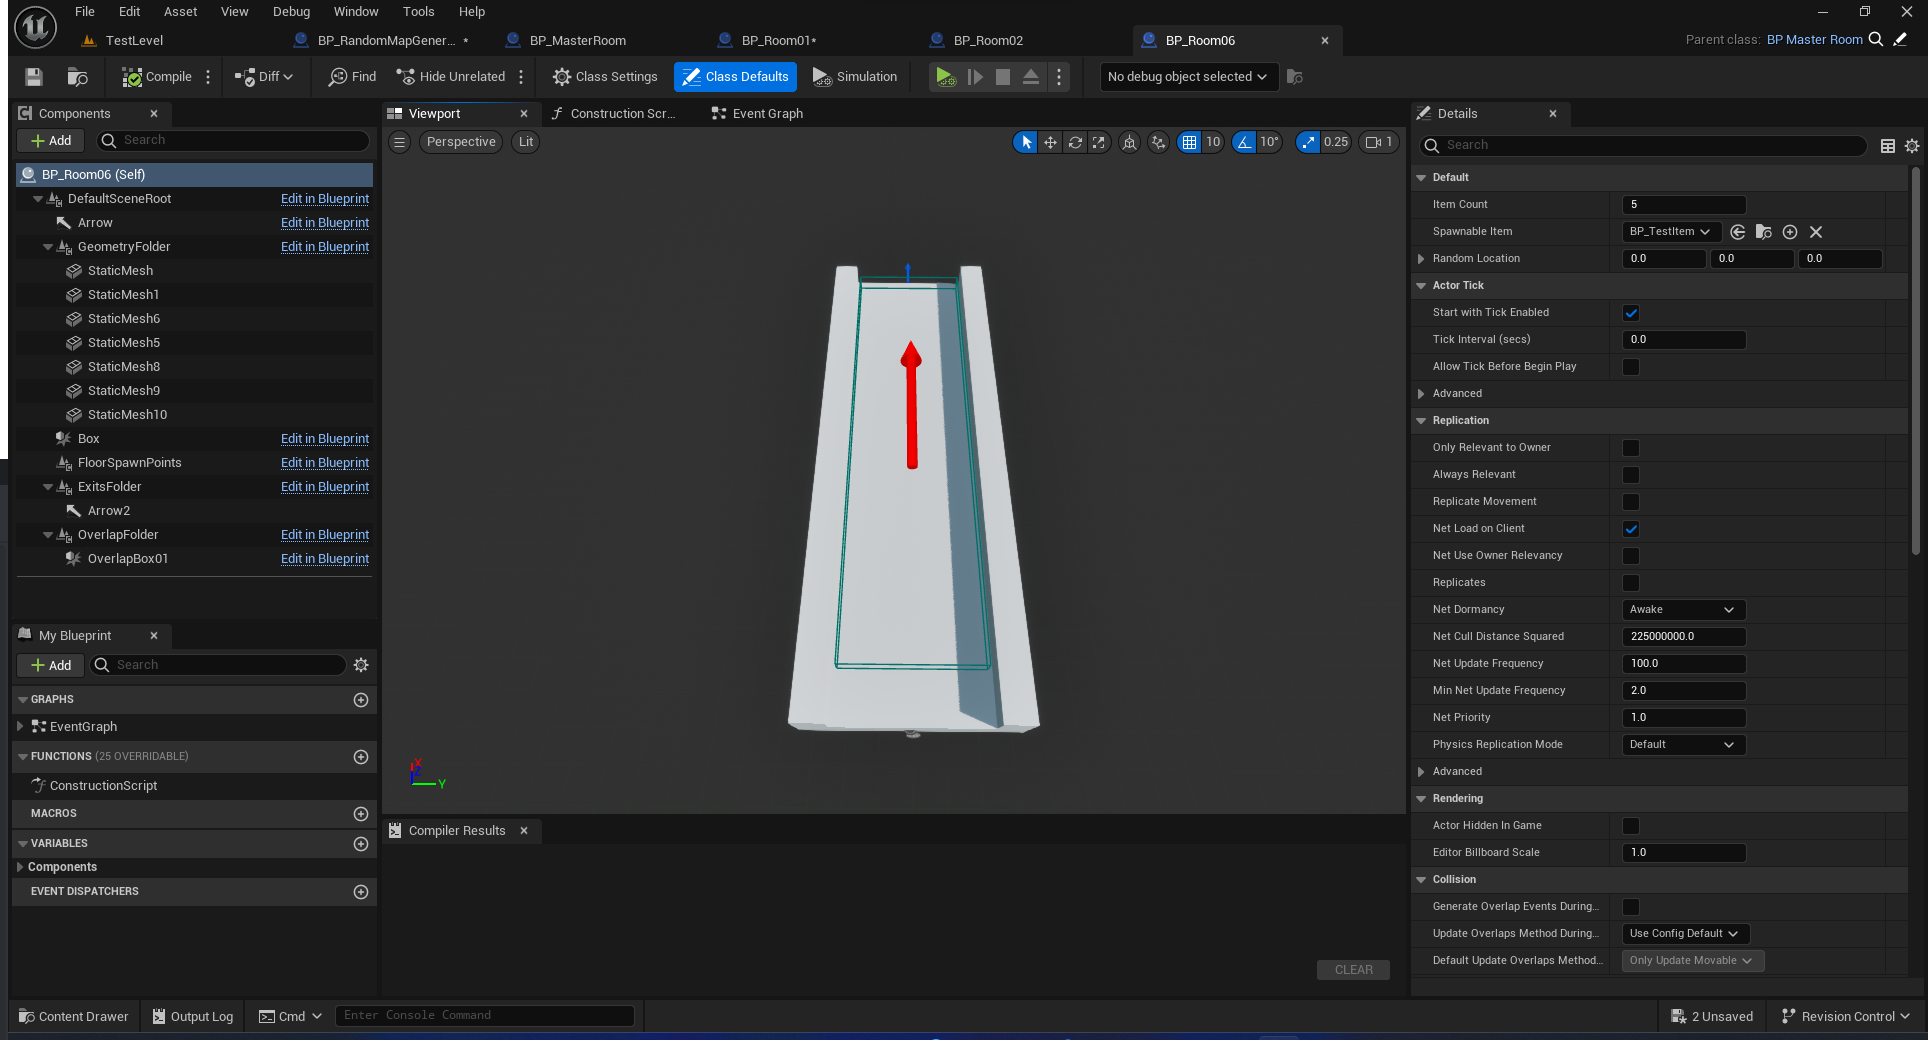 File Edit Asset View Debug Window Tools Help
TestLevel BP_RandomMapGener... * BP_MasterRoom BP_Room01* BP_Room02 BP_Room06 Parent class: BP Master Room
Compile Diff Find Hide Unrelated Class Settings Class Defaults Simulation No debug object selected
Components
Add Search
BP_Room06 (Self)
DefaultSceneRoot Edit in Blueprint
Arrow Edit in Blueprint
GeometryFolder Edit in Blueprint
StaticMesh
StaticMesh1
StaticMesh6
StaticMesh5
StaticMesh8
StaticMesh9
StaticMesh10
Box Edit in Blueprint
FloorSpawnPoints Edit in Blueprint
ExitsFolder Edit in Blueprint
Arrow2
OverlapFolder Edit in Blueprint
OverlapBox01 Edit in Blueprint
My Blueprint
Add Search
GRAPHS
EventGraph
FUNCTIONS (25 OVERRIDABLE)
ConstructionScript
MACROS
VARIABLES
Components
EVENT DISPATCHERS
Viewport Construction Scr... Event Graph
Perspective Lit 10 10° 0.25 1
X
Z
Y
Compiler Results
CLEAR
Details
Search
Default
Item Count 5
Spawnable Item BP_TestItem
Random Location 0.0 0.0 0.0
Actor Tick
Start with Tick Enabled
Tick Interval (secs) 0.0
Allow Tick Before Begin Play
Advanced
Replication
Only Relevant to Owner
Always Relevant
Replicate Movement
Net Load on Client
Net Use Owner Relevancy
Replicates
Net Dormancy Awake
Net Cull Distance Squared 225000000.0
Net Update Frequency 100.0
Min Net Update Frequency 2.0
Net Priority 1.0
Physics Replication Mode Default
Advanced
Rendering
Actor Hidden In Game
Editor Billboard Scale 1.0
Collision
Generate Overlap Events During...
Update Overlaps Method During... Use Config Default
Default Update Overlaps Method... Only Update Movable
Content Drawer Output Log Cmd Enter Console Command 2 Unsaved Revision Control